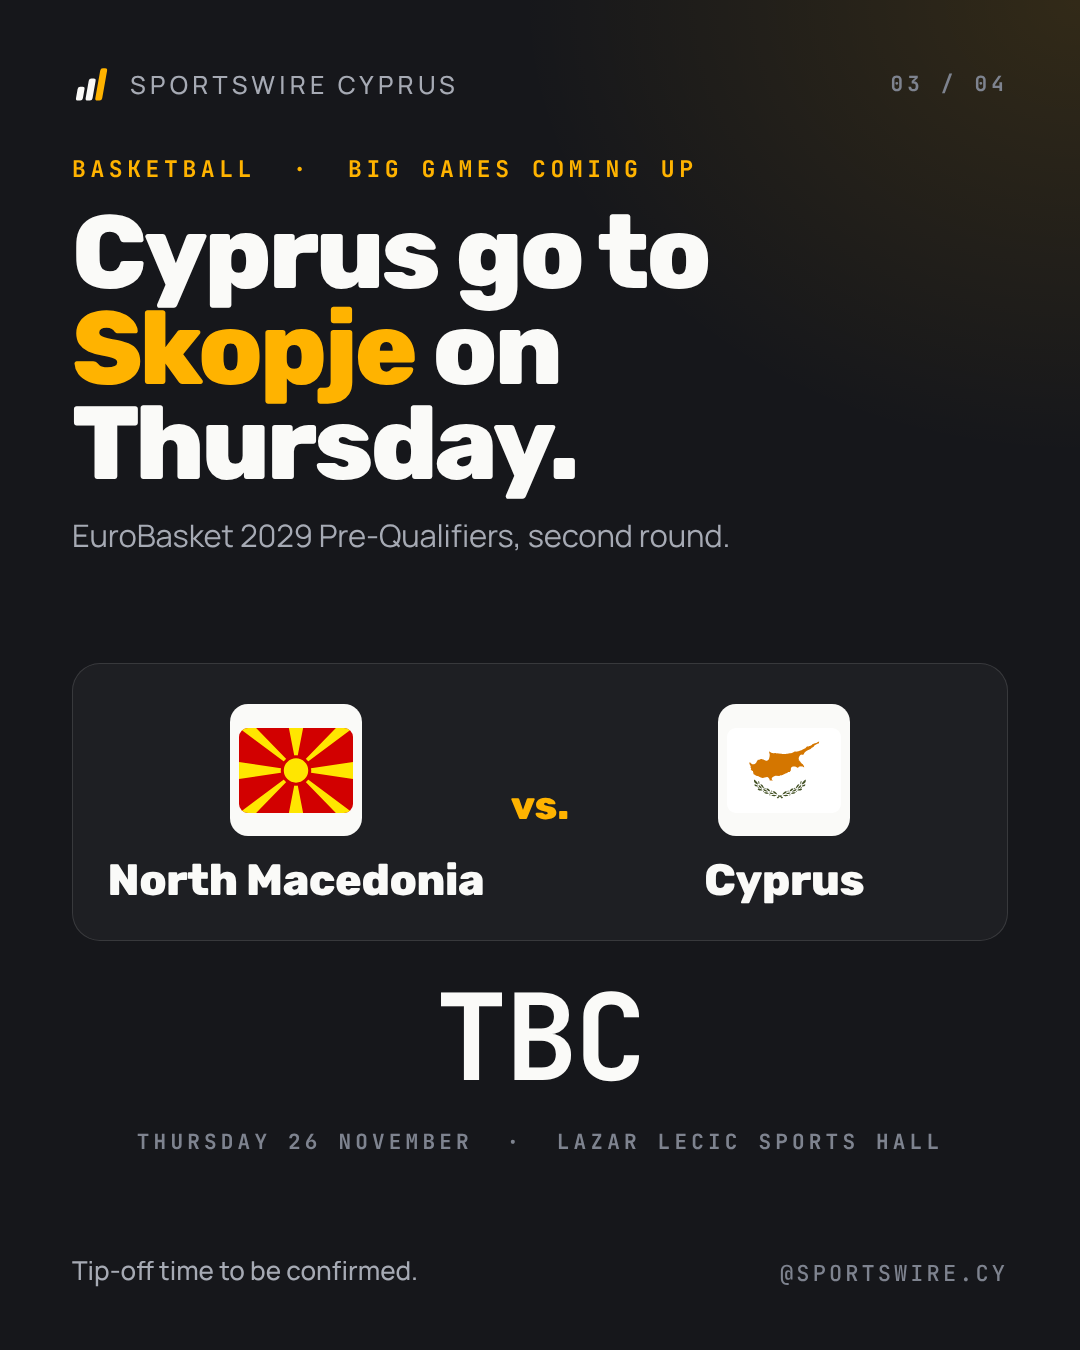 SPORTSWIRE CYPRUS
03 / 04
BASKETBALL · BIG GAMES COMING UP
Cyprus go to
Skopje on
Thursday.
EuroBasket 2029 Pre-Qualifiers, second round.
vs.
North Macedonia
Cyprus
TBC
THURSDAY 26 NOVEMBER · LAZAR LECIC SPORTS HALL
Tip-off time to be confirmed.
@SPORTSWIRE.CY